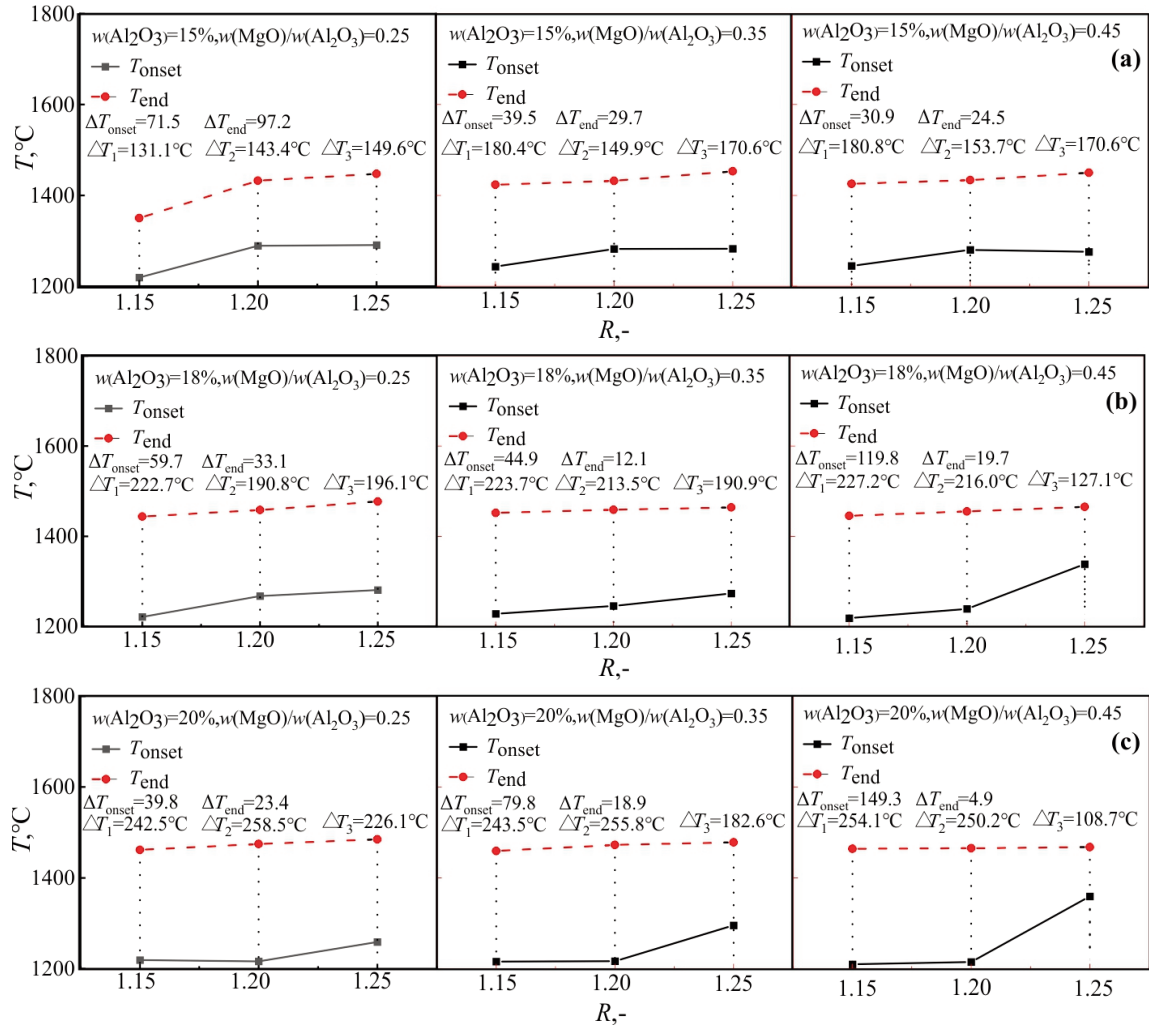 1800
1600
1400
1200
T,°C
w(Al2O3)=15%,w(MgO)/w(Al2O3)=0.25
Tonset
Tend
ΔTonset=71.5 ΔTend=97.2
△T1=131.1°C △T2=143.4°C △T3=149.6°C
1.15 1.20 1.25
w(Al2O3)=15%,w(MgO)/w(Al2O3)=0.35
Tonset
Tend
ΔTonset=39.5 ΔTend=29.7
△T1=180.4°C △T2=149.9°C △T3=170.6°C
1.15 1.20 1.25
w(Al2O3)=15%,w(MgO)/w(Al2O3)=0.45
(a)
Tonset
Tend
ΔTonset=30.9 ΔTend=24.5
△T1=180.8°C △T2=153.7°C △T3=170.6°C
1.15 1.20 1.25
R,-
1800
1600
1400
1200
T,°C
w(Al2O3)=18%,w(MgO)/w(Al2O3)=0.25
Tonset
Tend
ΔTonset=59.7 ΔTend=33.1
△T1=222.7°C △T2=190.8°C △T3=196.1°C
1.15 1.20 1.25
w(Al2O3)=18%,w(MgO)/w(Al2O3)=0.35
Tonset
Tend
ΔTonset=44.9 ΔTend=12.1
△T1=223.7°C △T2=213.5°C △T3=190.9°C
1.15 1.20 1.25
w(Al2O3)=18%,w(MgO)/w(Al2O3)=0.45
(b)
Tonset
Tend
ΔTonset=119.8 ΔTend=19.7
△T1=227.2°C △T2=216.0°C △T3=127.1°C
1.15 1.20 1.25
R,-
1800
1600
1400
1200
T,°C
w(Al2O3)=20%,w(MgO)/w(Al2O3)=0.25
Tonset
Tend
ΔTonset=39.8 ΔTend=23.4
△T1=242.5°C △T2=258.5°C △T3=226.1°C
1.15 1.20 1.25
w(Al2O3)=20%,w(MgO)/w(Al2O3)=0.35
Tonset
Tend
ΔTonset=79.8 ΔTend=18.9
△T1=243.5°C △T2=255.8°C △T3=182.6°C
1.15 1.20 1.25
w(Al2O3)=20%,w(MgO)/w(Al2O3)=0.45
(c)
Tonset
Tend
ΔTonset=149.3 ΔTend=4.9
△T1=254.1°C △T2=250.2°C △T3=108.7°C
1.15 1.20 1.25
R,-